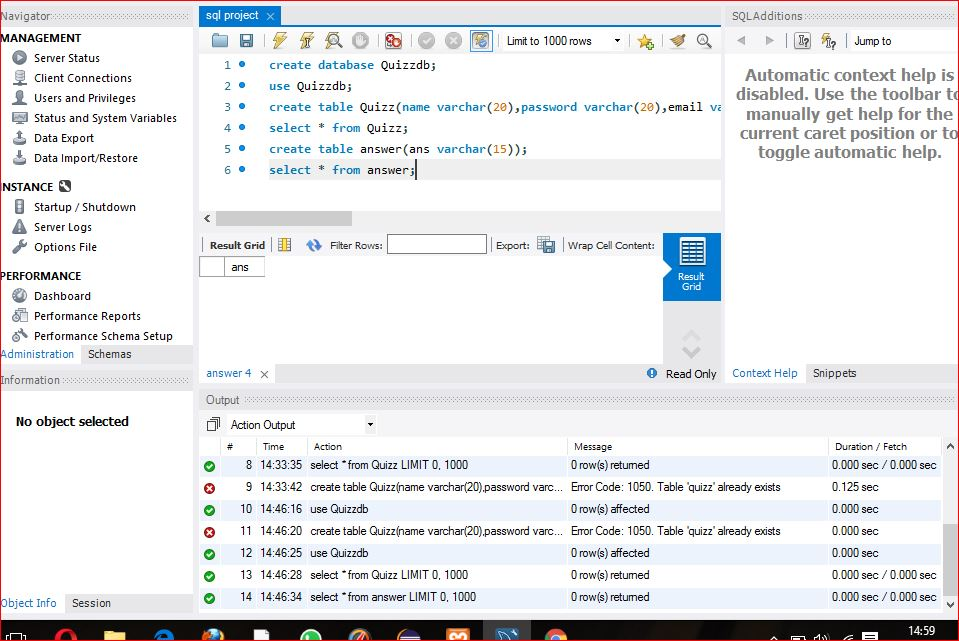 Navigator
MANAGEMENT
Server Status
Client Connections
Users and Privileges
Status and System Variables
Data Export
Data Import/Restore
INSTANCE
Startup / Shutdown
Server Logs
Options File
PERFORMANCE
Dashboard
Performance Reports
Performance Schema Setup
Administration Schemas
Information
No object selected
Object Info Session
sql project
Limit to 1000 rows
1 create database Quizzdb;
2 use Quizzdb;
3 create table Quizz(name varchar(20),password varchar(20),email va
4 select * from Quizz;
5 create table answer(ans varchar(15));
6 select * from answer;
Result Grid Filter Rows: Export: Wrap Cell Content:
ans
Result
Grid
answer 4 Read Only
SQLAdditions
Jump to
Automatic context help is
disabled. Use the toolbar to
manually get help for the
current caret position or to
toggle automatic help.
Context Help Snippets
Output
Action Output
# Time Action Message Duration / Fetch
8 14:33:35 select * from Quizz LIMIT 0, 1000 0 row(s) returned 0.000 sec / 0.000 sec
9 14:33:42 create table Quizz(name varchar(20),password varc... Error Code: 1050. Table 'quizz' already exists 0.125 sec
10 14:46:16 use Quizzdb 0 row(s) affected 0.000 sec
11 14:46:20 create table Quizz(name varchar(20),password varc... Error Code: 1050. Table 'quizz' already exists 0.000 sec
12 14:46:25 use Quizzdb 0 row(s) affected 0.000 sec
13 14:46:28 select * from Quizz LIMIT 0, 1000 0 row(s) returned 0.000 sec / 0.000 sec
14 14:46:34 select * from answer LIMIT 0, 1000 0 row(s) returned 0.000 sec / 0.000 sec
14:59